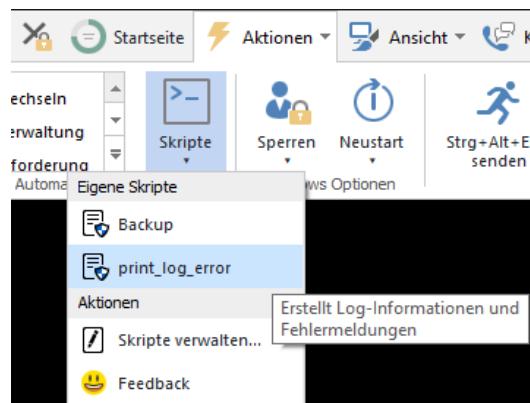 Startseite
Aktionen
Ansicht
K
echseln
erwaltung
forderung
Automa
Skripte
Sperren
Neustart
Strg+Alt+E
senden
ws Optionen
Eigene Skripte
Backup
print_log_error
Aktionen
Erstellt Log-Informationen und
Fehlermeldungen
Skripte verwalten...
Feedback